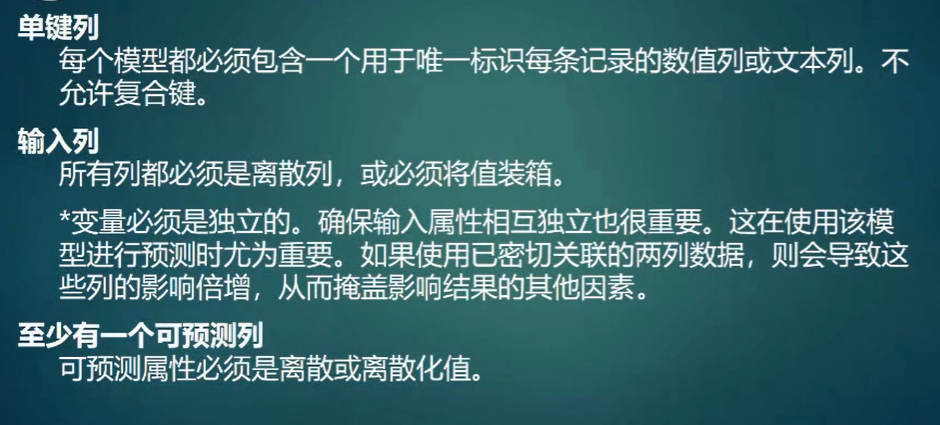 单键列
每个模型都必须包含一个用于唯一标识每条记录的数值列或文本列。不
允许复合键。
输入列
所有列都必须是离散列，或必须将值装箱。
*变量必须是独立的。确保输入属性相互独立也很重要。这在使用该模
型进行预测时尤为重要。如果使用已密切关联的两列数据，则会导致这
些列的影响倍增，从而掩盖影响结果的其他因素。
至少有一个可预测列
可预测属性必须是离散或离散化值。